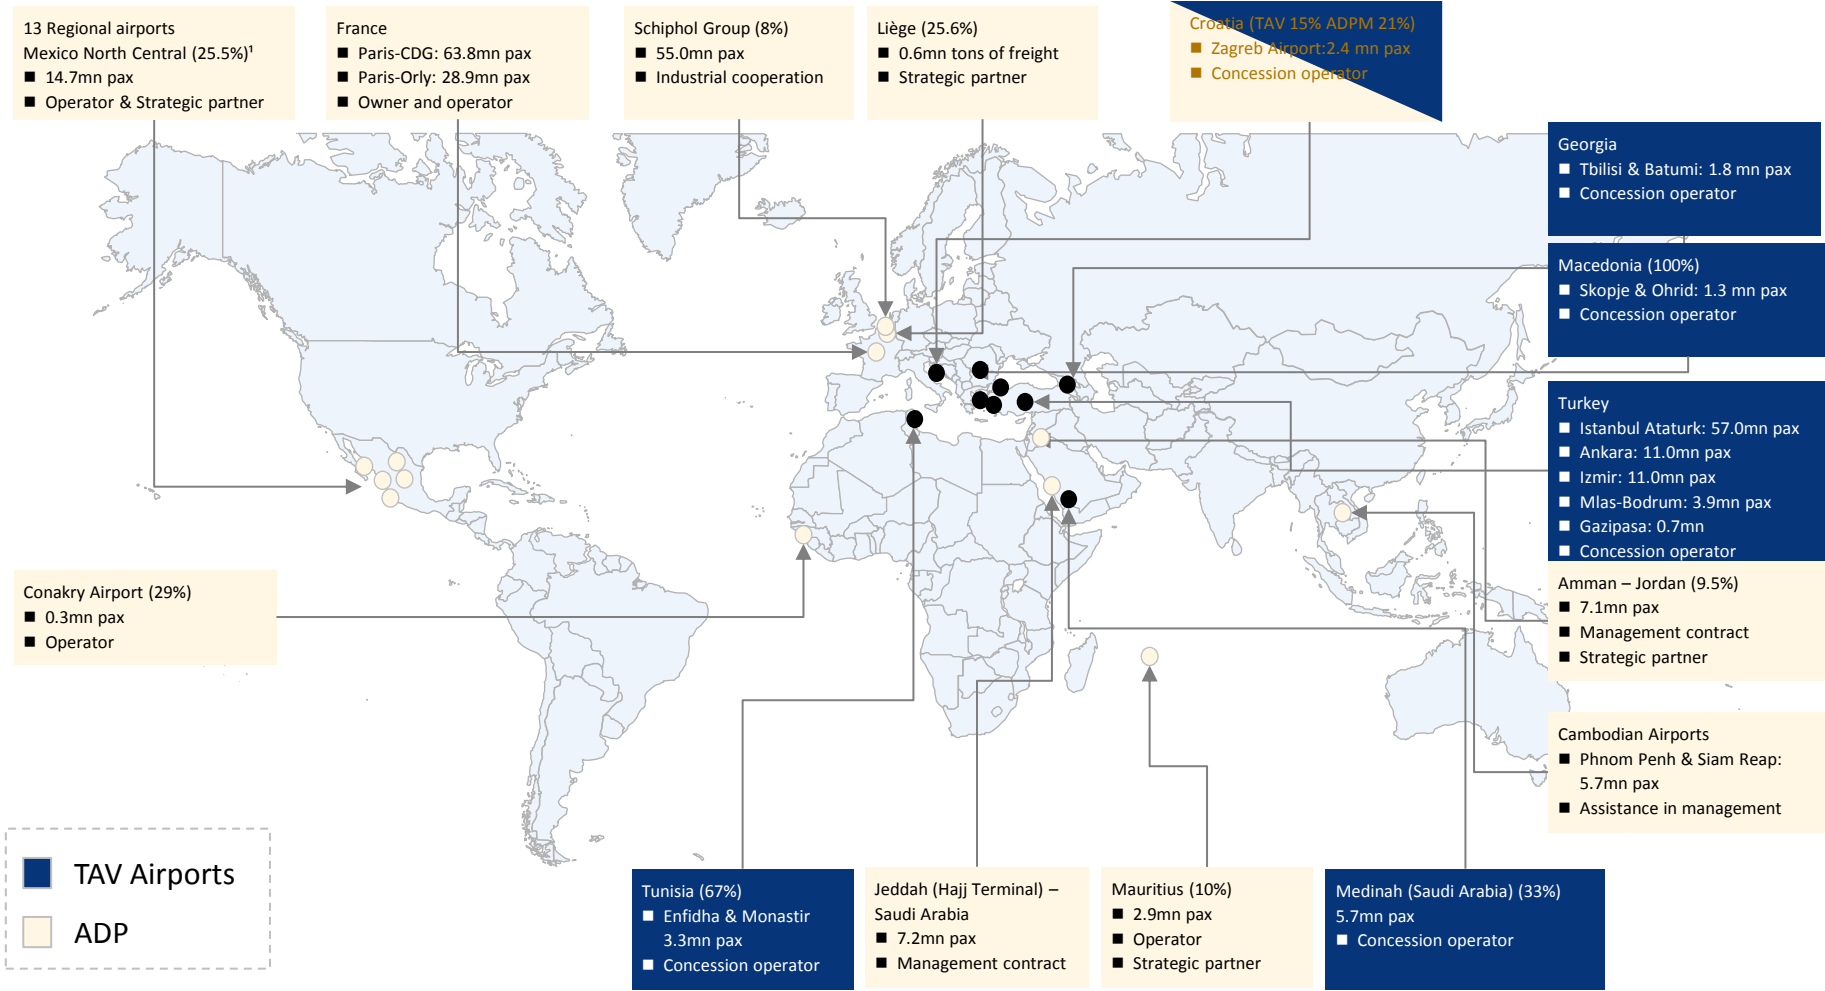 13 Regional airports
Mexico North Central (25.5%)¹
■ 14.7mn pax
■ Operator & Strategic partner
France
■ Paris-CDG: 63.8mn pax
■ Paris-Orly: 28.9mn pax
■ Owner and operator
Schiphol Group (8%)
■ 55.0mn pax
■ Industrial cooperation
Liège (25.6%)
■ 0.6mn tons of freight
■ Strategic partner
Croatia (TAV 15% ADPM 21%)
■ Zagreb Airport:2.4 mn pax
■ Concession operator
Georgia
■ Tbilisi & Batumi: 1.8 mn pax
■ Concession operator
Macedonia (100%)
■ Skopje & Ohrid: 1.3 mn pax
■ Concession operator
Turkey
■ Istanbul Ataturk: 57.0mn pax
■ Ankara: 11.0mn pax
■ Izmir: 11.0mn pax
■ Mlas-Bodrum: 3.9mn pax
■ Gazipasa: 0.7mn
■ Concession operator
Amman – Jordan (9.5%)
■ 7.1mn pax
■ Management contract
■ Strategic partner
Cambodian Airports
■ Phnom Penh & Siam Reap:
5.7mn pax
■ Assistance in management
Conakry Airport (29%)
■ 0.3mn pax
■ Operator
TAV Airports
ADP
Tunisia (67%)
■ Enfidha & Monastir
3.3mn pax
■ Concession operator
Jeddah (Hajj Terminal) –
Saudi Arabia
■ 7.2mn pax
■ Management contract
Mauritius (10%)
■ 2.9mn pax
■ Operator
■ Strategic partner
Medinah (Saudi Arabia) (33%)
5.7mn pax
■ Concession operator